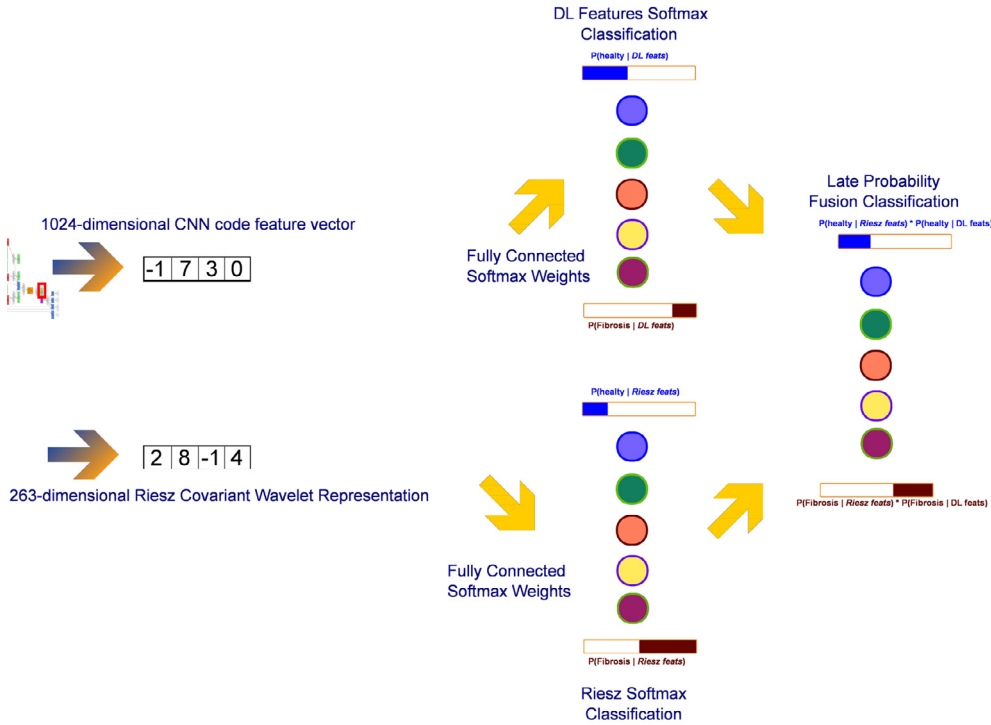 DL Features Softmax
Classification
P(healty | DL feats)
1024-dimensional CNN code feature vector
-1 7 3 0
Fully Connected
Softmax Weights
P(Fibrosis | DL feats)
Late Probability
Fusion Classification
P(healty | Riesz feats) * P(healty | DL feats)
P(healty | Riesz feats)
2 8 -1 4
263-dimensional Riesz Covariant Wavelet Representation
Fully Connected
Softmax Weights
P(Fibrosis | Riesz feats) * P(Fibrosis | DL feats)
P(Fibrosis | Riesz feats)
Riesz Softmax
Classification